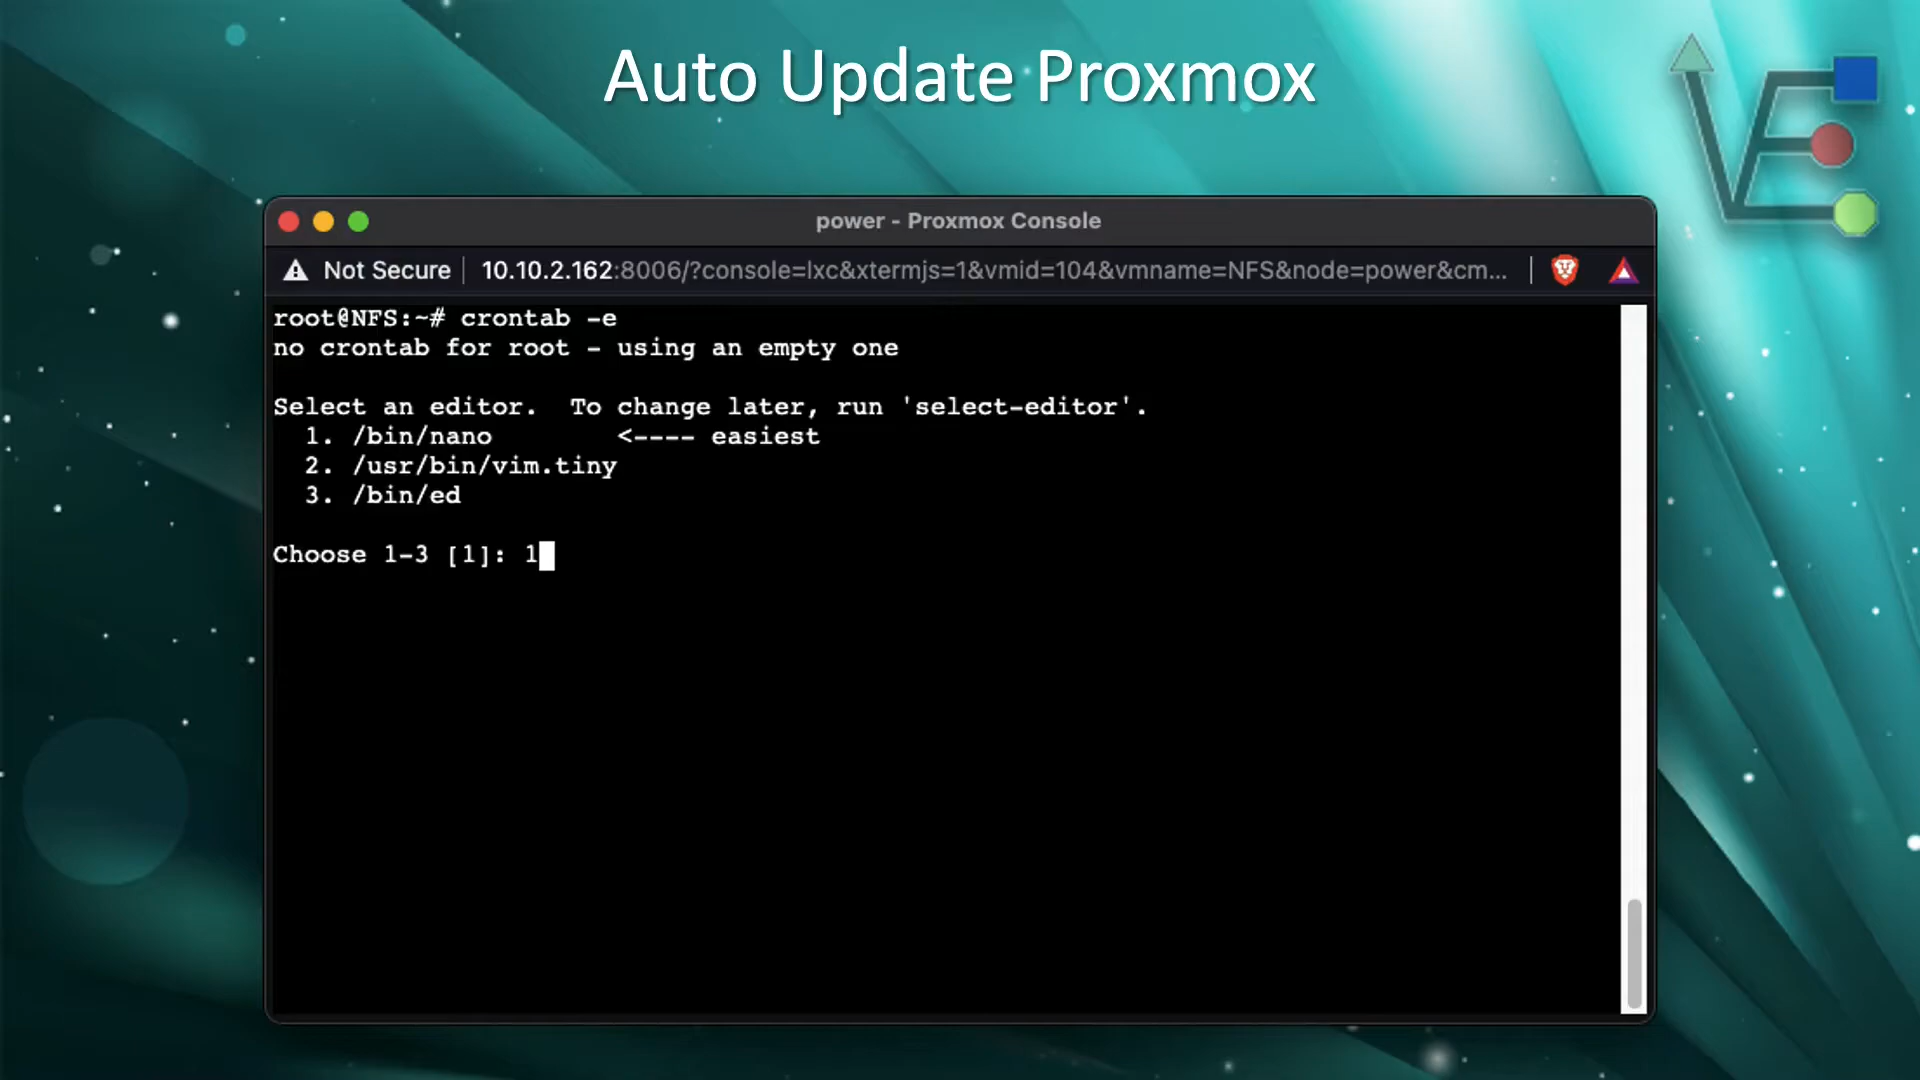 Auto Update Proxmox
power - Proxmox Console
Not Secure 10.10.2.162:8006/?console=lxc&xtermjs=1&vmid=104&vmname=NFS&node=power&cm...
root@NFS:~# crontab -e
no crontab for root - using an empty one
Select an editor.  To change later, run 'select-editor'.
1. /bin/nano        <---- easiest
2. /usr/bin/vim.tiny
3. /bin/ed
Choose 1-3 [1]: 1